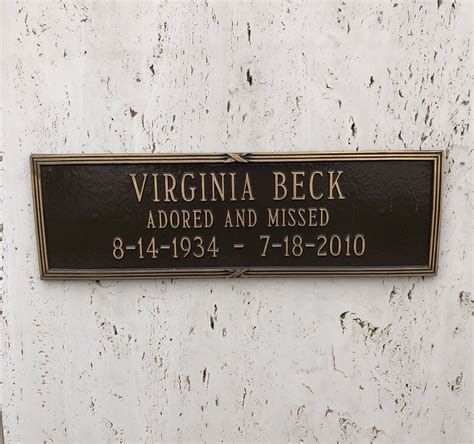 VIRGINIA BECK
ADORED AND MISSED
8-14-1934 - 7-18-2010